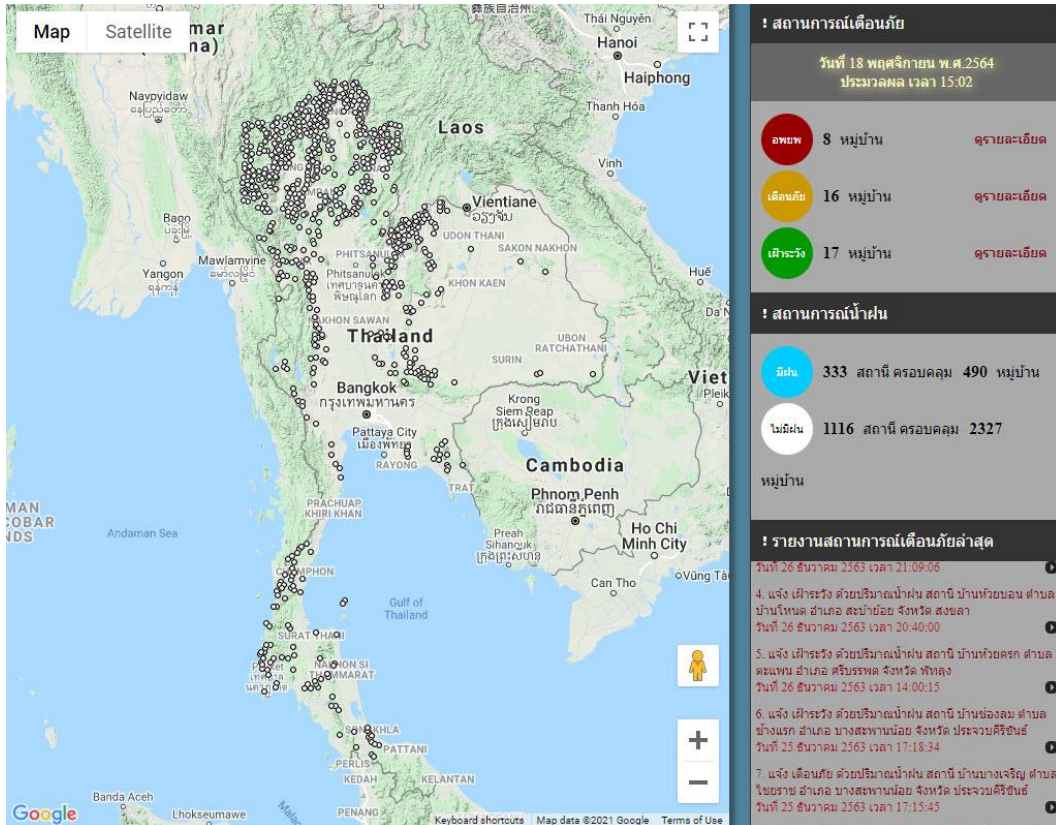 Map
Satellite
Thái Nguyên
Hanoi
Haiphong
Navpyidaw
Thanh Hóa
Laos
Vinh
Vientiane
ວຽງຈັນ
Bago
UDON THANI
Mawlamyine
SAKON NAKHON
Yangon
Phitsanulok
KHON KAEN
Huế
NAKHON SAWAN
Thailand
UBON
RATCHATHANI
SURIN
Bangkok
กรุงเทพมหานคร
Krong
Siem Reap
Pattaya City
เมืองพัทยา
RAYONG
Cambodia
TRAT
Phnom Penh
PRACHUAP
KHIRI KHAN
Ho Chi
Minh City
Andaman Sea
Preah
Sihanouk
Can Tho
Gulf of
Thailand
SURAT THANI
NAKHON SI
THAMMARAT
PATTANI
PERLIS
KEDAH
KELANTAN
Banda Aceh
Lhokseumawe
PENANG
Google
Keyboard shortcuts
Map data ©2021 Google
Terms of Use
! สถานการณ์เตือนภัย
วันที่ 18 พฤศจิกายน พ.ศ.2564
ประมวลผล เวลา 15:02
อพยพ 8 หมู่บ้าน ดูรายละเอียด
เตือนภัย 16 หมู่บ้าน ดูรายละเอียด
เฝ้าระวัง 17 หมู่บ้าน ดูรายละเอียด
! สถานการณ์น้ำฝน
มีฝน 333 สถานี ครอบคลุม 490 หมู่บ้าน
ไม่มีฝน 1116 สถานี ครอบคลุม 2327
หมู่บ้าน
! รายงานสถานการณ์เตือนภัยล่าสุด
วันที่ 26 ธันวาคม 2563 เวลา 21:09:06
4. แจ้ง เฝ้าระวัง ด้วยปริมาณน้ำฝน สถานี บ้านห้วยบอน ตำบล
บ้านโหนด อำเภอ สะบ้าย้อย จังหวัด สงขลา
วันที่ 26 ธันวาคม 2563 เวลา 20:40:00
5. แจ้ง เฝ้าระวัง ด้วยปริมาณน้ำฝน สถานี บ้านห้วยครก ตำบล
ตะแพน อำเภอ ศรีบรรพต จังหวัด พัทลุง
วันที่ 26 ธันวาคม 2563 เวลา 14:00:15
6. แจ้ง เฝ้าระวัง ด้วยปริมาณน้ำฝน สถานี บ้านช่องลม ตำบล
ช้างแรก อำเภอ บางสะพานน้อย จังหวัด ประจวบคีรีขันธ์
วันที่ 25 ธันวาคม 2563 เวลา 17:18:34
7. แจ้ง เตือนภัย ด้วยปริมาณน้ำฝน สถานี บ้านบางเจริญ ตำบล
ไชยราช อำเภอ บางสะพานน้อย จังหวัด ประจวบคีรีขันธ์
วันที่ 25 ธันวาคม 2563 เวลา 17:15:45